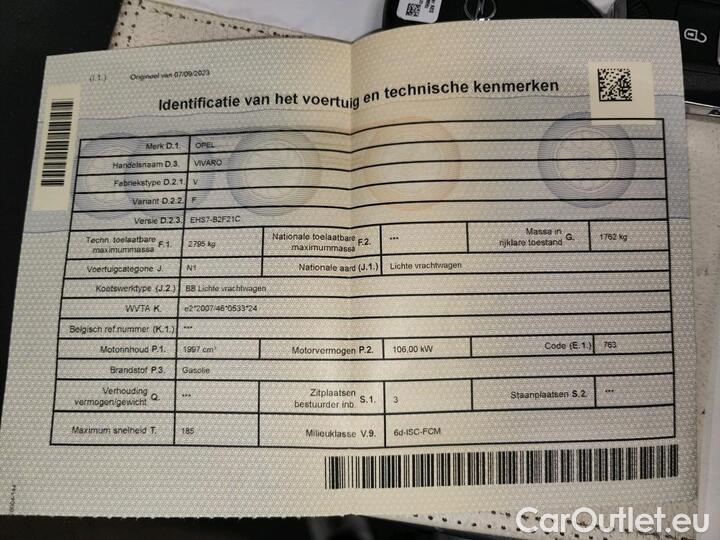 (I.1.) Origineel van 07/09/2023
Identificatie van het voertuig en technische kenmerken
Merk D.1. OPEL
Handelsnaam D.3. VIVARO
Fabriekstype D.2.1. V
Variant D.2.2. F
Versie D.2.3. EHS7-B2F21C
Techn. toelaatbare maximummassa F.1. 2795 kg Nationale toelaatbare maximummassa F.2. *** Massa in rijklare toestand G. 1762 kg
Voertuigcategorie J. N1 Nationale aard (J.1.) Lichte vrachtwagen
Koetswerktype (J.2.) BB Lichte vrachtwagen
WVTA K. e2*2007/46*0533*24
Belgisch ref.nummer (K.1.) ***
Motorinhoud P.1. 1997 cm³ Motorvermogen P.2. 106,00 kW Code (E.1.) 763
Brandstof P.3. Gasolie
Verhouding vermogen/gewicht Q. *** Zitplaatsen bestuurder inb. S.1. 3 Staanplaatsen S.2. ***
Maximum snelheid T. 185 Milieuklasse V.9. 6d-ISC-FCM
CarOutlet.eu